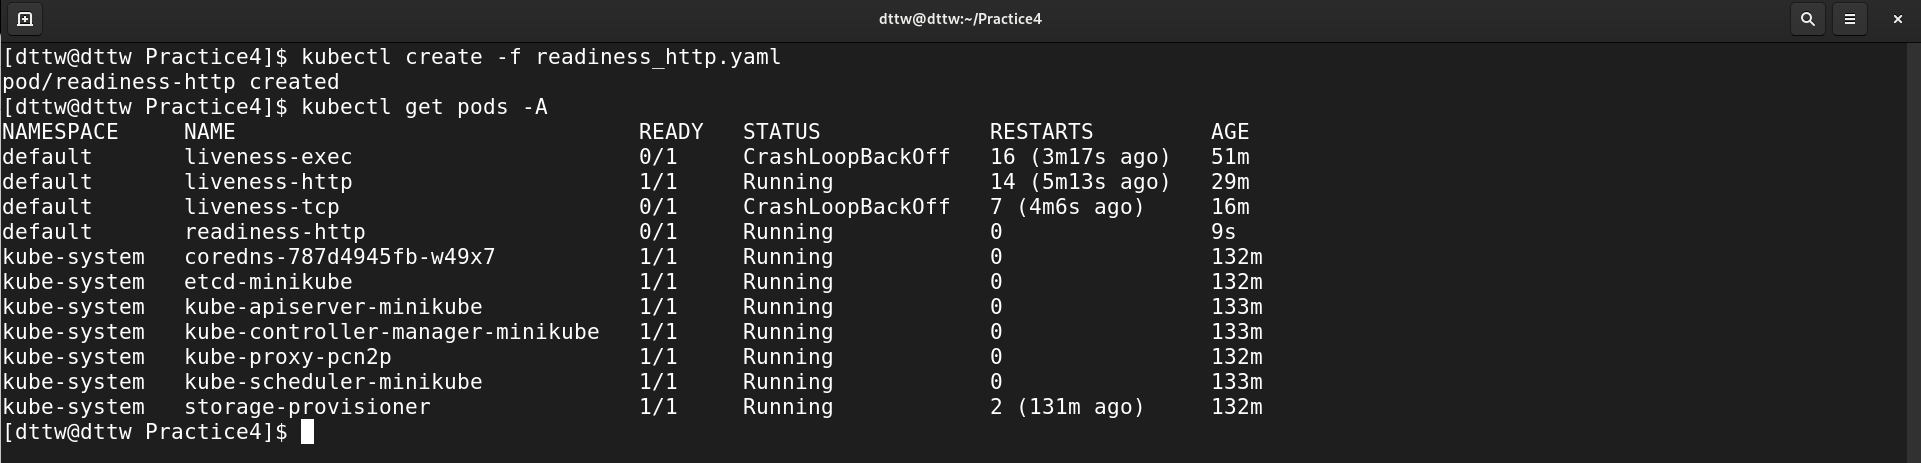 dttw@dttw:~/Practice4
[dttw@dttw Practice4]$ kubectl create -f readiness_http.yaml
pod/readiness-http created
[dttw@dttw Practice4]$ kubectl get pods -A
NAMESPACE     NAME                               READY   STATUS             RESTARTS         AGE
default       liveness-exec                      0/1     CrashLoopBackOff   16 (3m17s ago)   51m
default       liveness-http                      1/1     Running            14 (5m13s ago)   29m
default       liveness-tcp                       0/1     CrashLoopBackOff   7 (4m6s ago)     16m
default       readiness-http                     0/1     Running            0                9s
kube-system   coredns-787d4945fb-w49x7           1/1     Running            0                132m
kube-system   etcd-minikube                      1/1     Running            0                132m
kube-system   kube-apiserver-minikube            1/1     Running            0                133m
kube-system   kube-controller-manager-minikube   1/1     Running            0                133m
kube-system   kube-proxy-pcn2p                   1/1     Running            0                132m
kube-system   kube-scheduler-minikube            1/1     Running            0                133m
kube-system   storage-provisioner                1/1     Running            2 (131m ago)     132m
[dttw@dttw Practice4]$